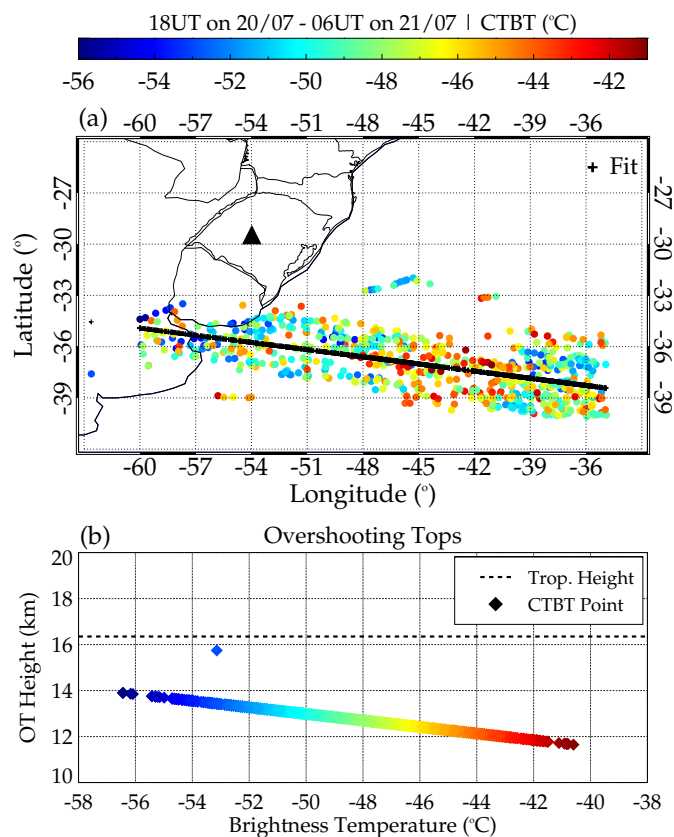 18UT on 20/07 - 06UT on 21/07 | CTBT (°C)
-56 -54 -52 -50 -48 -46 -44 -42
(a)
-60 -57 -54 -51 -48 -45 -42 -39 -36
+ Fit
-27 -27
-30 -30
-33 -33
-36 -36
-39 -39
Latitude (°)
-60 -57 -54 -51 -48 -45 -42 -39 -36
Longitude (°)
(b) Overshooting Tops
20
18
16
14
12
10
OT Height (km)
Trop. Height
CTBT Point
-58 -56 -54 -52 -50 -48 -46 -44 -42 -40 -38
Brightness Temperature (°C)